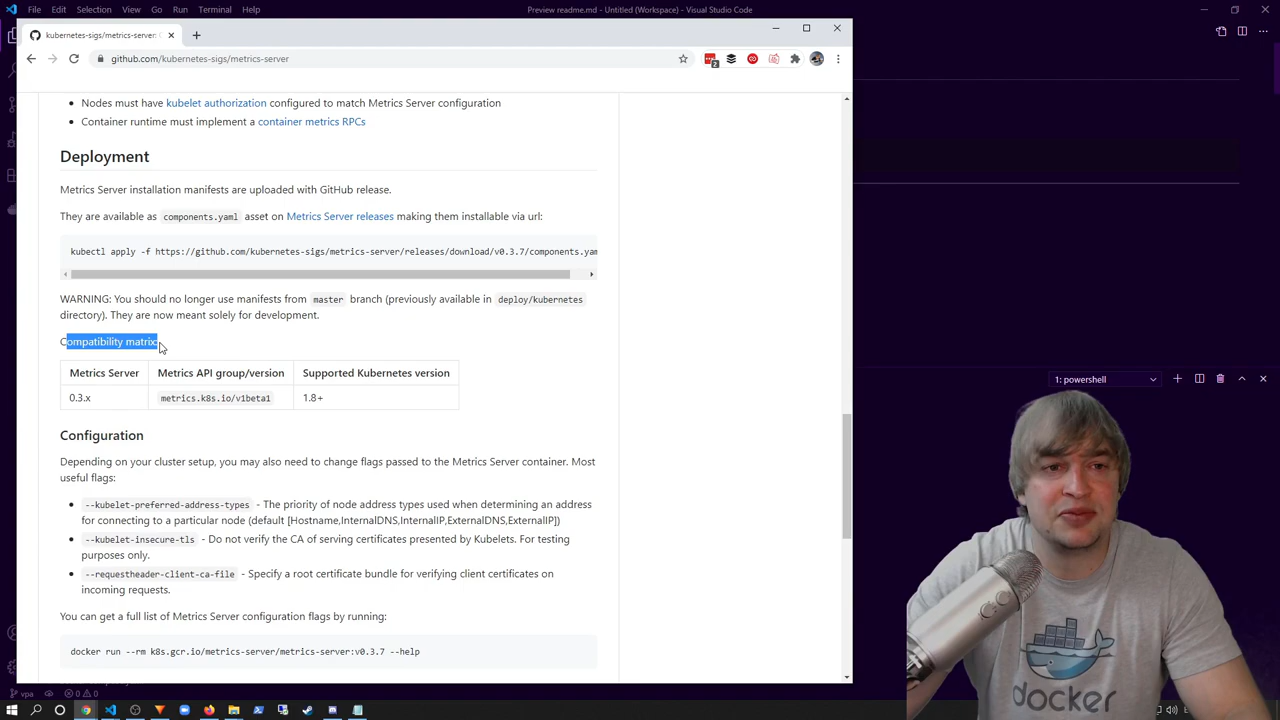 File Edit Selection View Go Run Terminal Help
Preview readme.md - Untitled (Workspace) - Visual Studio Code
kubernetes-sigs/metrics-server:
github.com/kubernetes-sigs/metrics-server
2
Nodes must have kubelet authorization configured to match Metrics Server configuration
Container runtime must implement a container metrics RPCs
Deployment
Metrics Server installation manifests are uploaded with GitHub release.
They are available as components.yaml asset on Metrics Server releases making them installable via url:
kubectl apply -f https://github.com/kubernetes-sigs/metrics-server/releases/download/v0.3.7/components.yam
WARNING: You should no longer use manifests from master branch (previously available in deploy/kubernetes
directory). They are now meant solely for development.
Compatibility matrix:
Metrics Server Metrics API group/version Supported Kubernetes version
0.3.x metrics.k8s.io/v1beta1 1.8+
Configuration
Depending on your cluster setup, you may also need to change flags passed to the Metrics Server container. Most
useful flags:
--kubelet-preferred-address-types - The priority of node address types used when determining an address
for connecting to a particular node (default [Hostname,InternalDNS,InternalIP,ExternalDNS,ExternalIP])
--kubelet-insecure-tls - Do not verify the CA of serving certificates presented by Kubelets. For testing
purposes only.
--requestheader-client-ca-file - Specify a root certificate bundle for verifying client certificates on
incoming requests.
You can get a full list of Metrics Server configuration flags by running:
docker run --rm k8s.gcr.io/metrics-server/metrics-server:v0.3.7 --help
1: powershell
docker
vpa 0 0